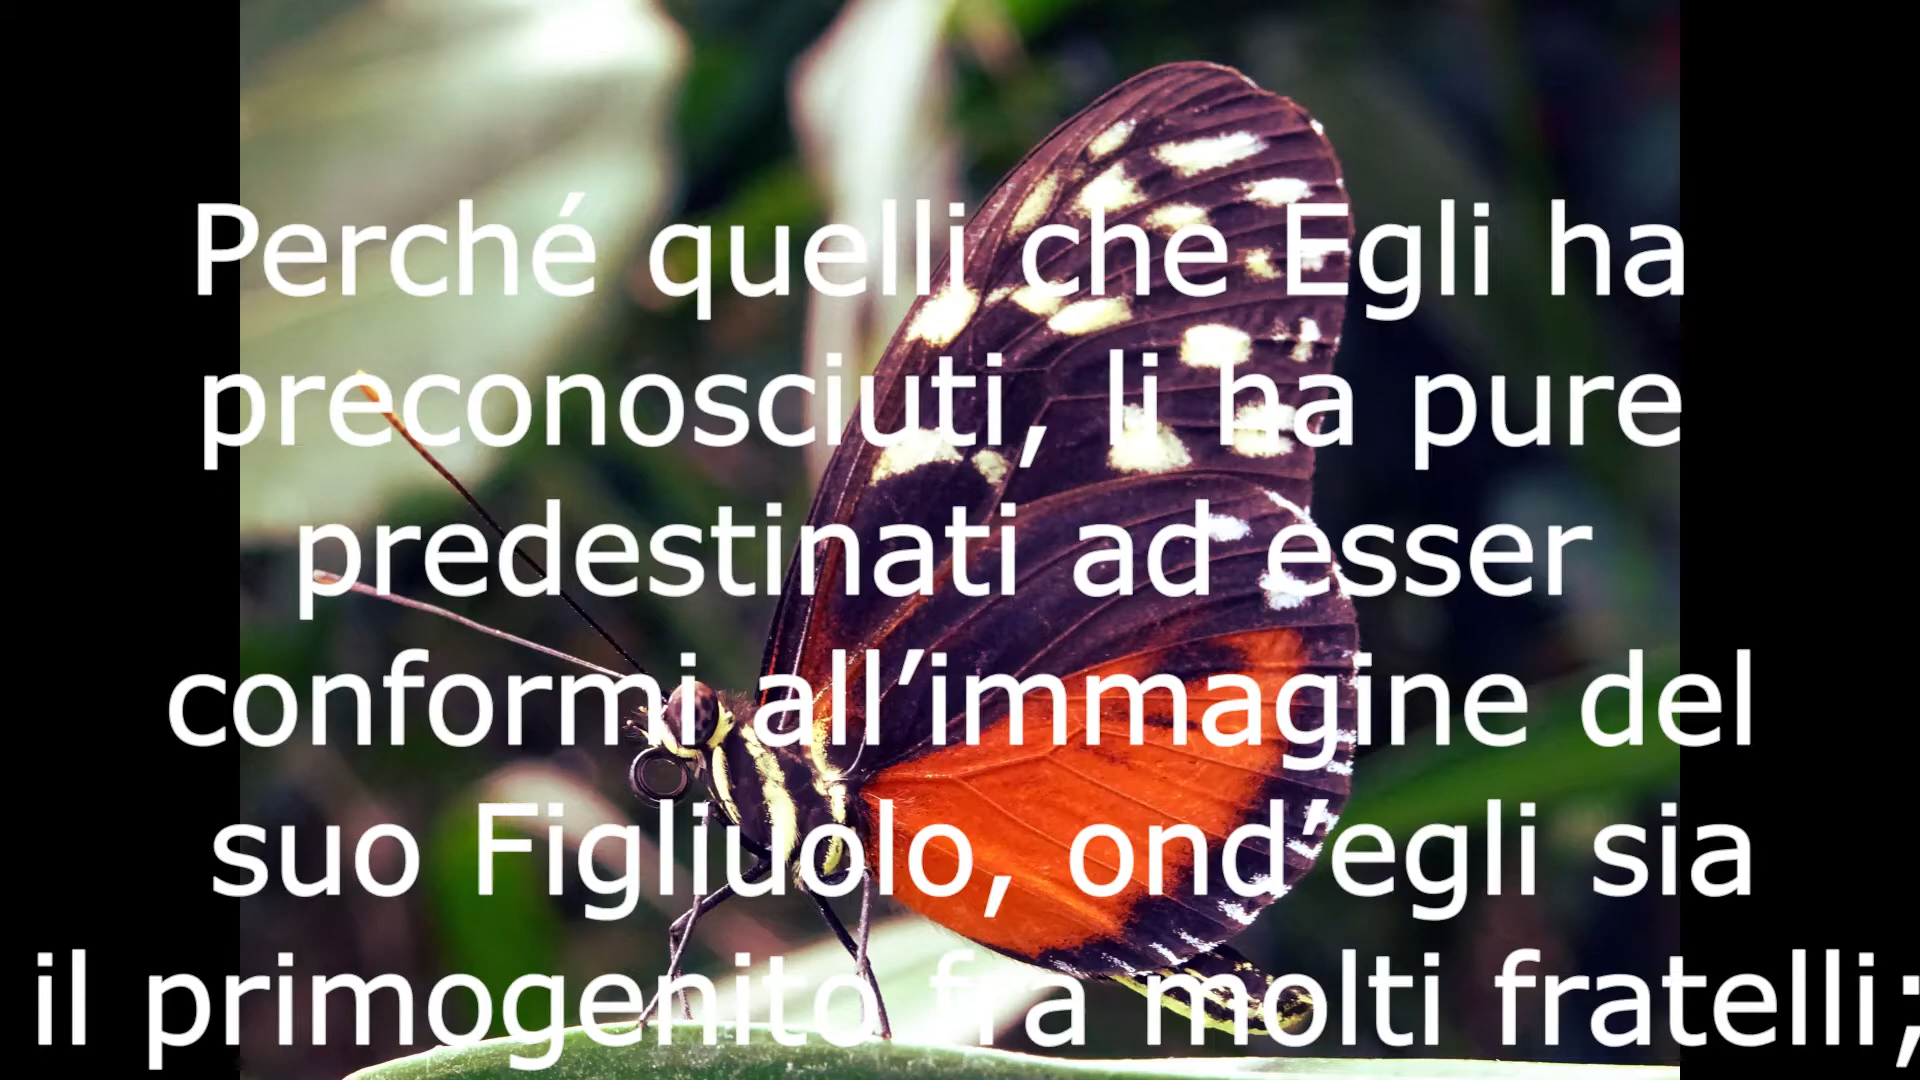 Perché quelli che Egli ha
preconosciuti, li ha pure
predestinati ad esser
conformi all’immagine del
suo Figliuolo, ond’egli sia
il primogenito fra molti fratelli;